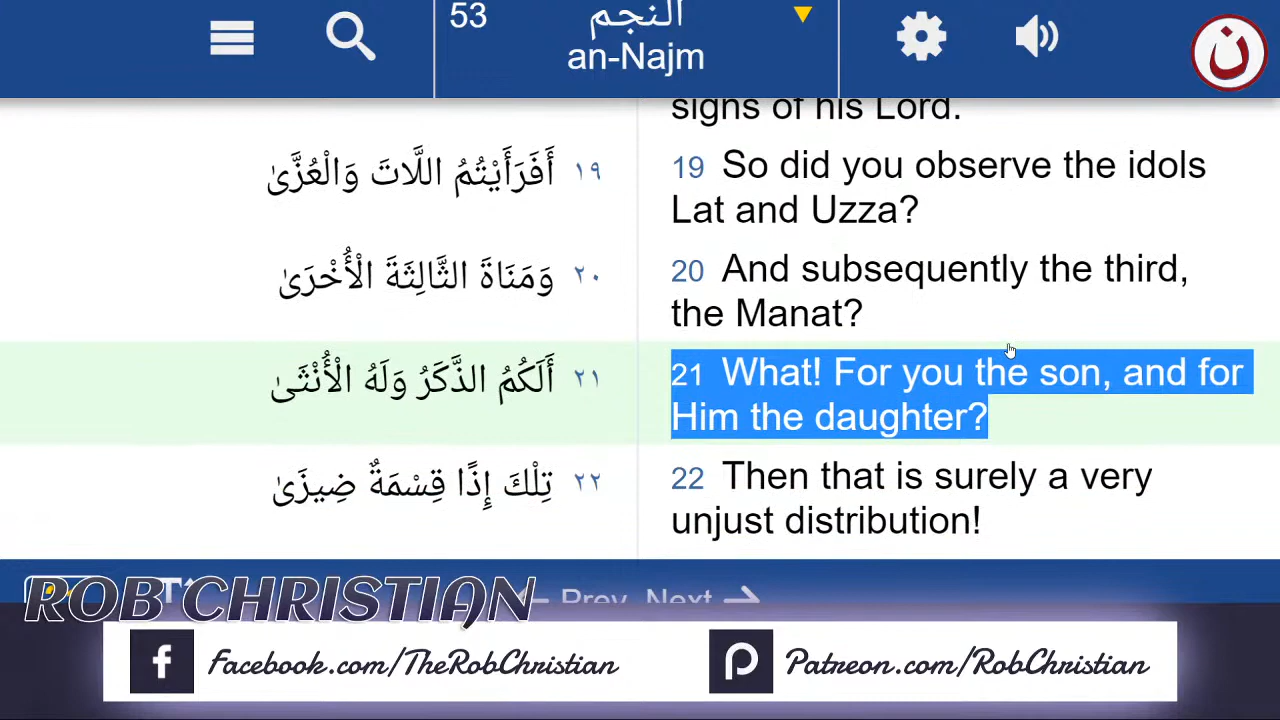 53
النجم
an-Najm
ن
signs of his Lord.
١٩ أَفَرَأَيْتُمُ اللَّاتَ وَالْعُزَّىٰ
19 So did you observe the idols
Lat and Uzza?
٢٠ وَمَنَاةَ الثَّالِثَةَ الْأُخْرَىٰ
20 And subsequently the third,
the Manat?
٢١ أَلَكُمُ الذَّكَرُ وَلَهُ الْأُنْثَىٰ
21 What! For you the son, and for
Him the daughter?
٢٢ تِلْكَ إِذًا قِسْمَةٌ ضِيزَىٰ
22 Then that is surely a very
unjust distribution!
← Prev Next →
ROB CHRISTIAN
Facebook.com/TheRobChristian
Patreon.com/RobChristian